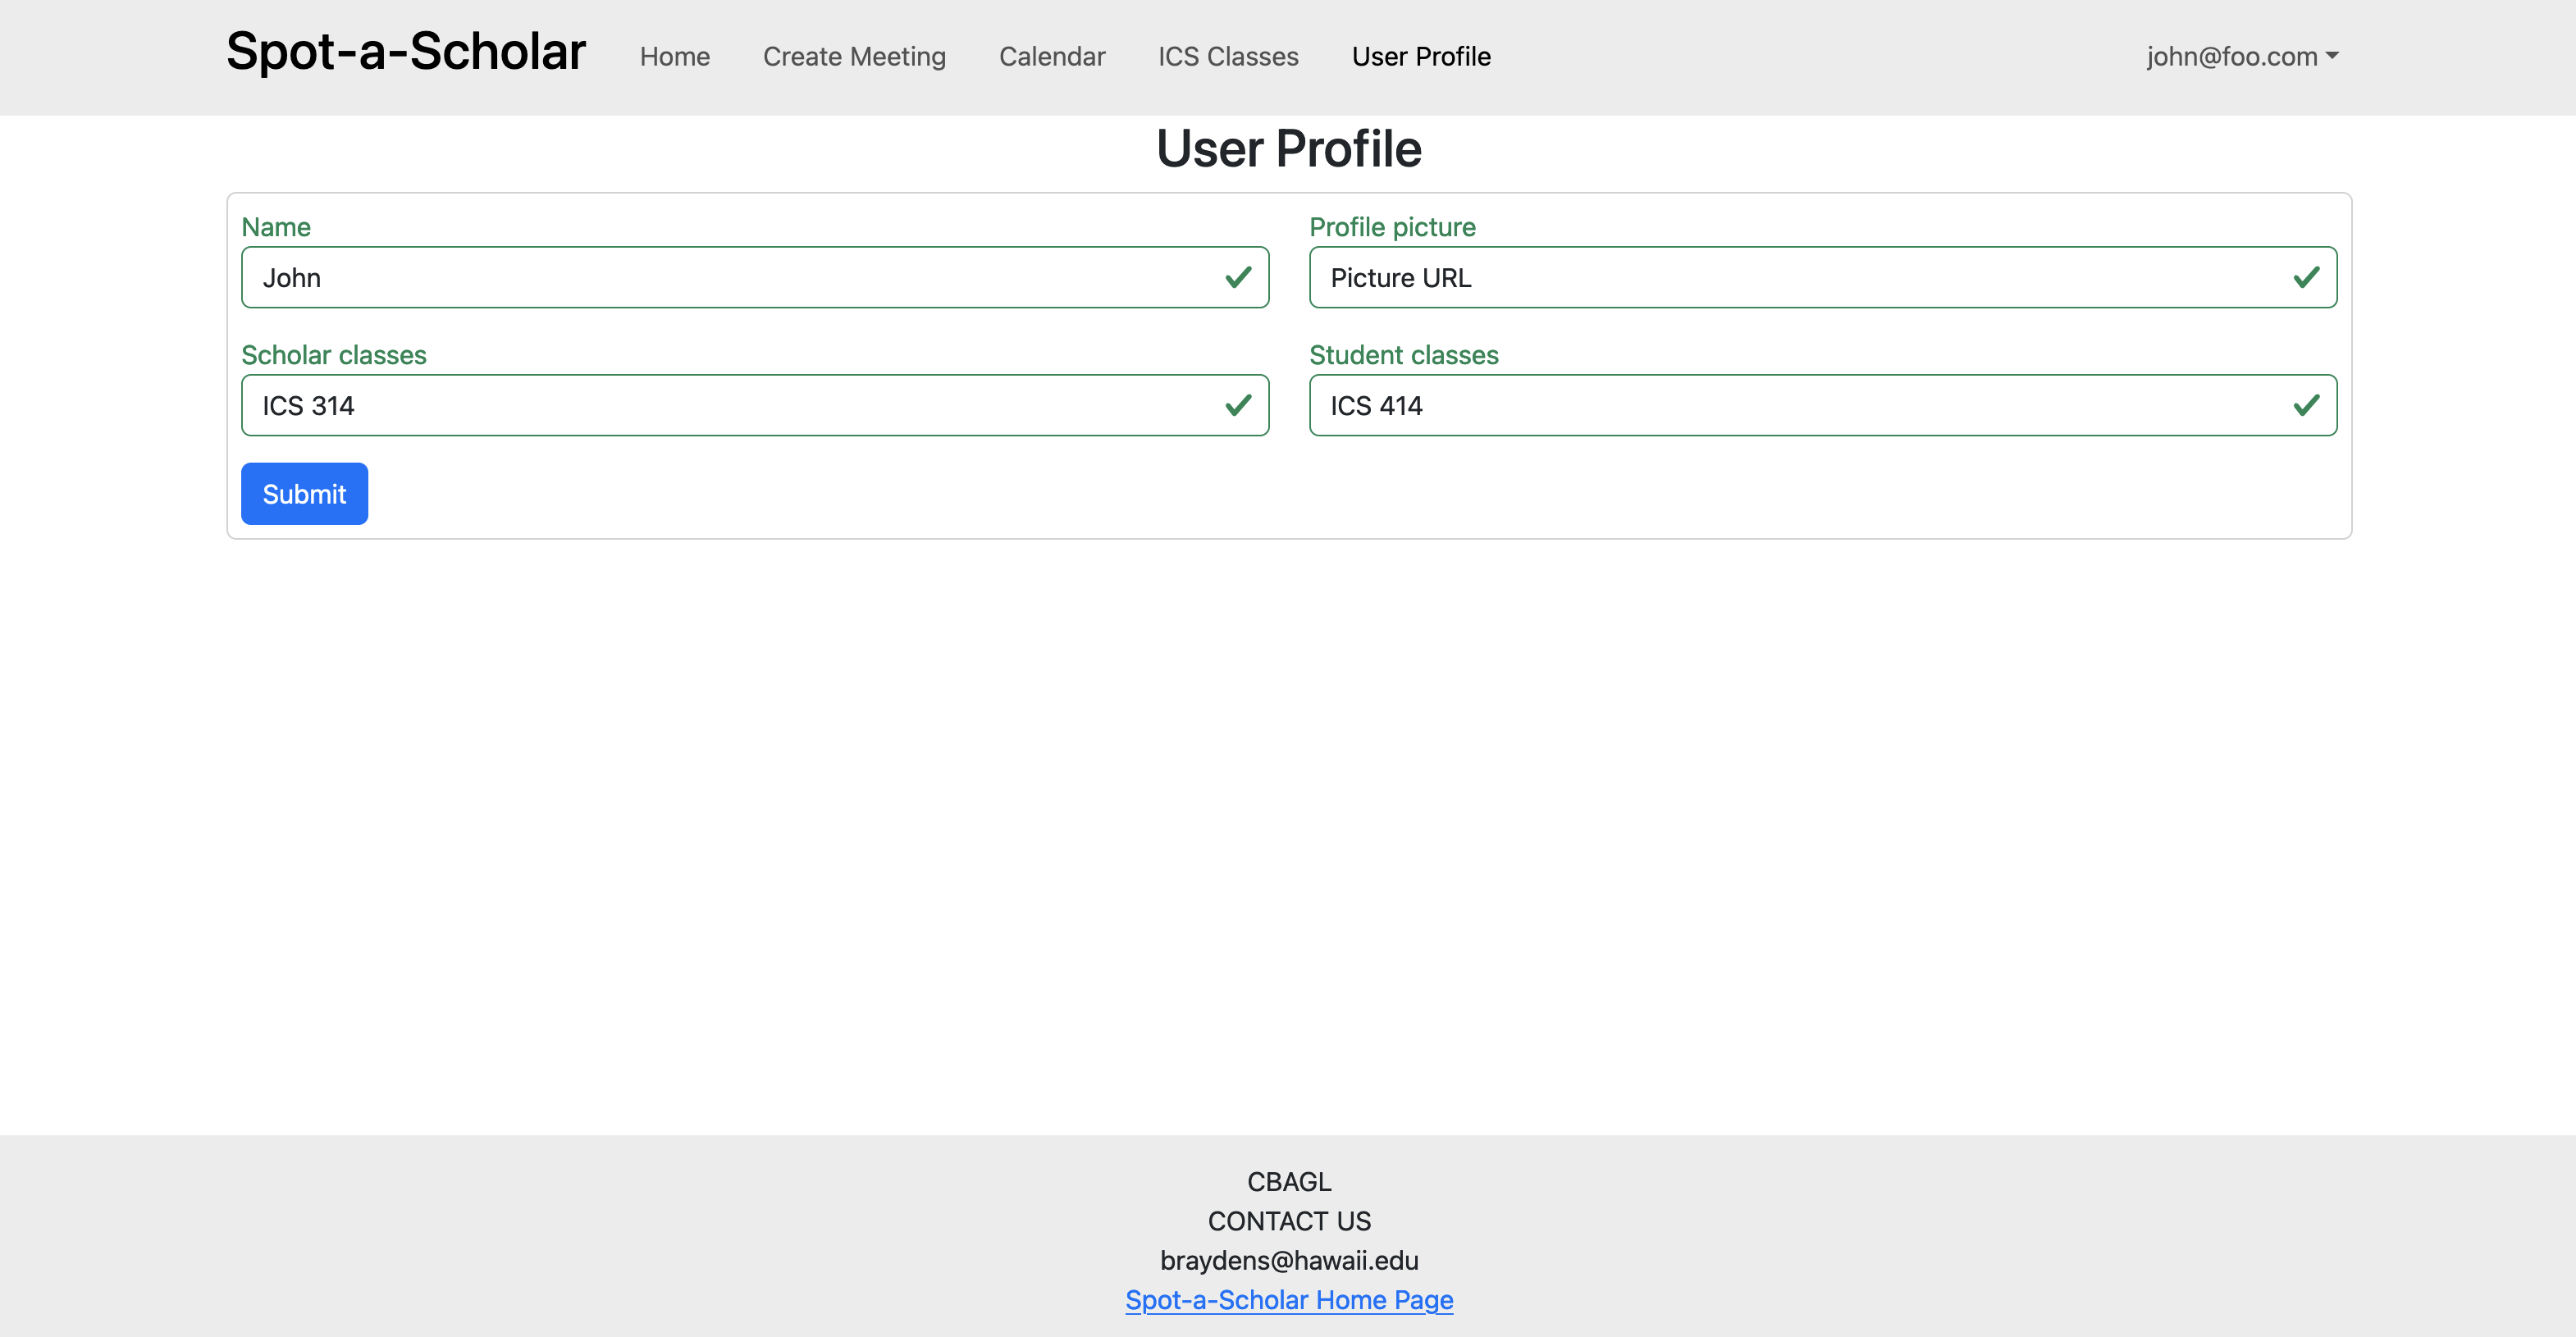 Spot-a-Scholar Home Create Meeting Calendar ICS Classes User Profile john@foo.com
User Profile
Name
John
Profile picture
Picture URL
Scholar classes
ICS 314
Student classes
ICS 414
Submit
CBAGL
CONTACT US
braydens@hawaii.edu
Spot-a-Scholar Home Page